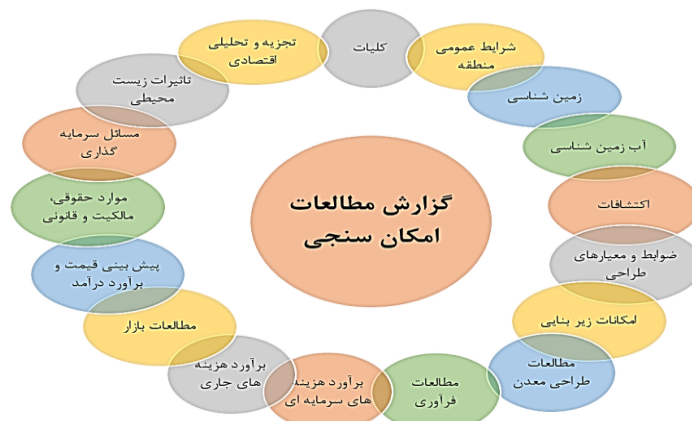 گزارش مطالعات
امکان سنجی
کلیات
شرایط عمومی
منطقه
زمین شناسی
آب زمین شناسی
اکتشافات
ضوابط و معیارهای
طراحی
امکانات زیر بنایی
مطالعات
طراحی معدن
مطالعات
فرآوری
برآورد هزینه
های سرمایه ای
برآورد هزینه
های جاری
مطالعات بازار
پیش بینی قیمت و
برآورد درآمد
موارد حقوقی،
مالکیت و قانونی
مسائل سرمایه
گذاری
تاثیرات زیست
محیطی
تجزیه و تحلیلی
اقتصادی